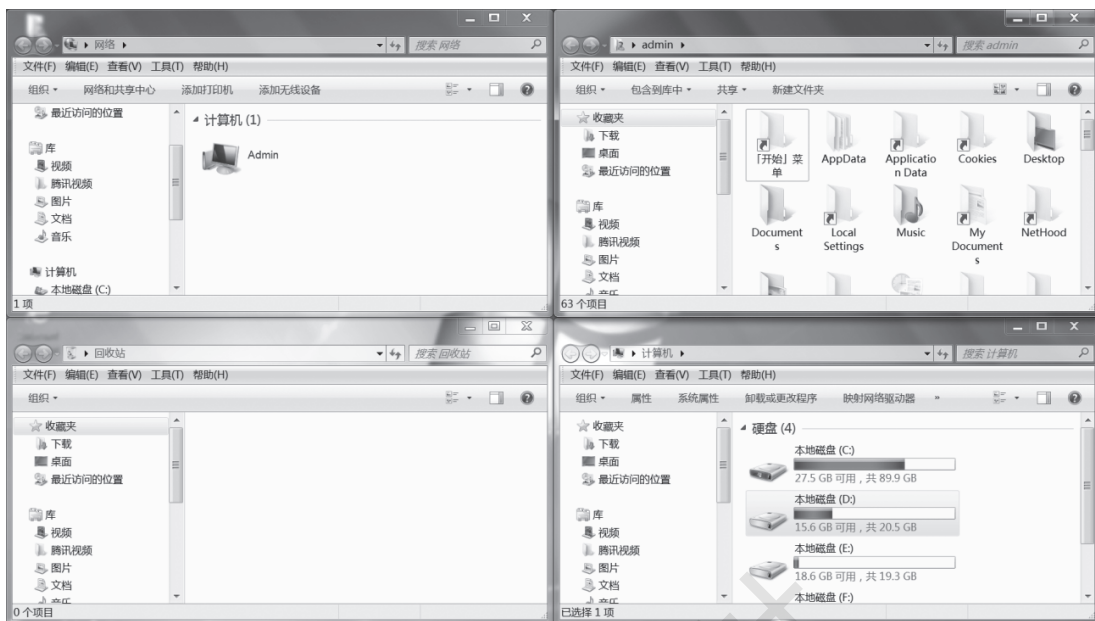 网络
搜索 网络
文件(F) 编辑(E) 查看(V) 工具(T) 帮助(H)
组织 网络和共享中心 添加打印机 添加无线设备
最近访问的位置
库
视频
腾讯视频
图片
文档
音乐
计算机
本地磁盘 (C:)
计算机 (1)
Admin
1 项
admin
搜索 admin
文件(F) 编辑(E) 查看(V) 工具(T) 帮助(H)
组织 包含到库中 共享 新建文件夹
收藏夹
下载
桌面
最近访问的位置
库
视频
腾讯视频
图片
文档
音乐
「开始」菜
单
AppData
Applicatio
n Data
Cookies
Desktop
Document
s
Local
Settings
Music
My
Document
s
NetHood
63 个项目
回收站
搜索 回收站
文件(F) 编辑(E) 查看(V) 工具(T) 帮助(H)
组织
收藏夹
下载
桌面
最近访问的位置
库
视频
腾讯视频
图片
文档
音乐
0 个项目
计算机
搜索 计算机
文件(F) 编辑(E) 查看(V) 工具(T) 帮助(H)
组织 属性 系统属性 卸载或更改程序 映射网络驱动器 »
收藏夹
下载
桌面
最近访问的位置
库
视频
腾讯视频
图片
文档
音乐
硬盘 (4)
本地磁盘 (C:)
27.5 GB 可用，共 89.9 GB
本地磁盘 (D:)
15.6 GB 可用，共 20.5 GB
本地磁盘 (E:)
18.6 GB 可用，共 19.3 GB
本地磁盘 (F:)
已选择 1 项